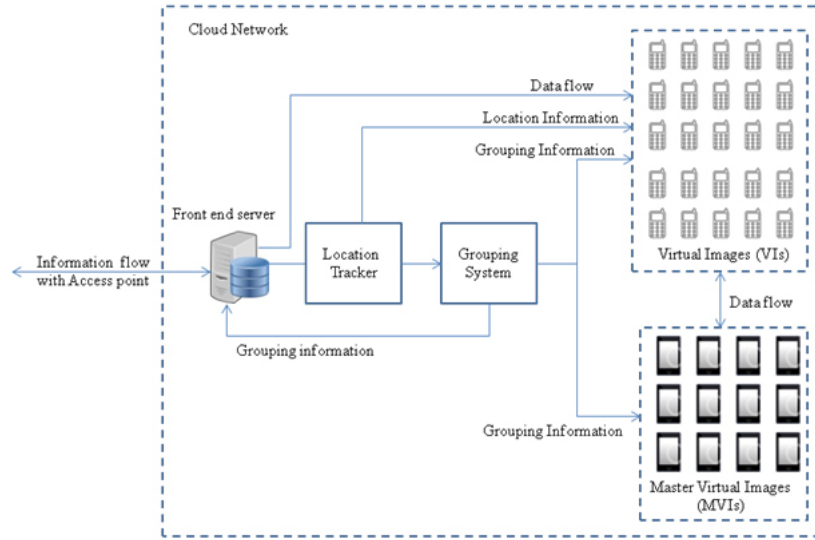 Cloud Network
Data flow
Location Information
Grouping Information
Front end server
Information flow
with Access point
Location
Tracker
Grouping
System
Virtual Images (VIs)
Data flow
Grouping information
Grouping Information
Master Virtual Images
(MVIs)